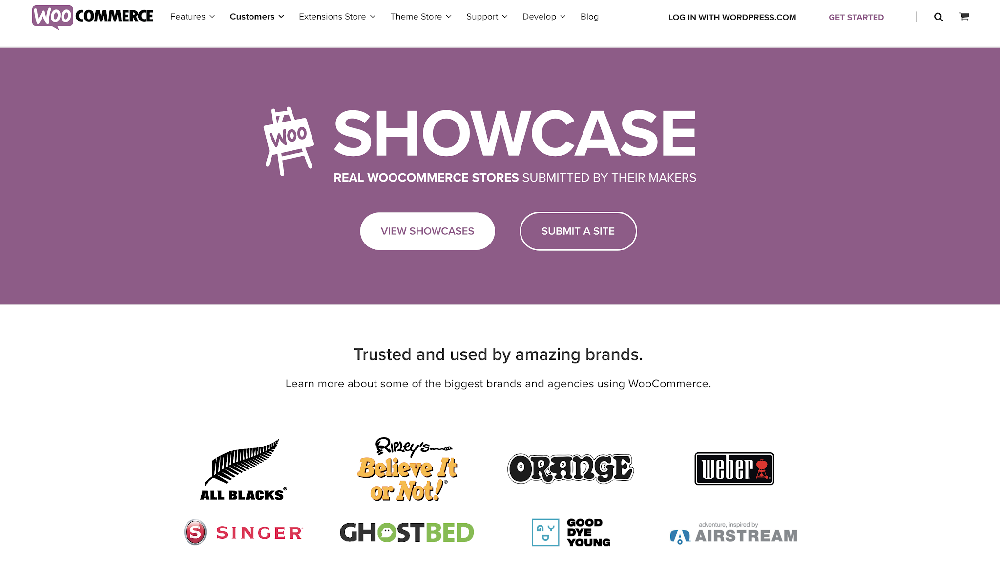 WOO COMMERCE
Features
Customers
Extensions Store
Theme Store
Support
Develop
Blog
LOG IN WITH WORDPRESS.COM
GET STARTED
WOO
SHOWCASE
REAL WOOCOMMERCE STORES SUBMITTED BY THEIR MAKERS
VIEW SHOWCASES
SUBMIT A SITE
Trusted and used by amazing brands.
Learn more about some of the biggest brands and agencies using WooCommerce.
ALL BLACKS®
RIPLEY'S
Believe It
or Not!®
ORANGE
weber
S SINGER®
GHOSTBED
GYD
GOOD
DYE
YOUNG
adventure, inspired by
AIRSTREAM